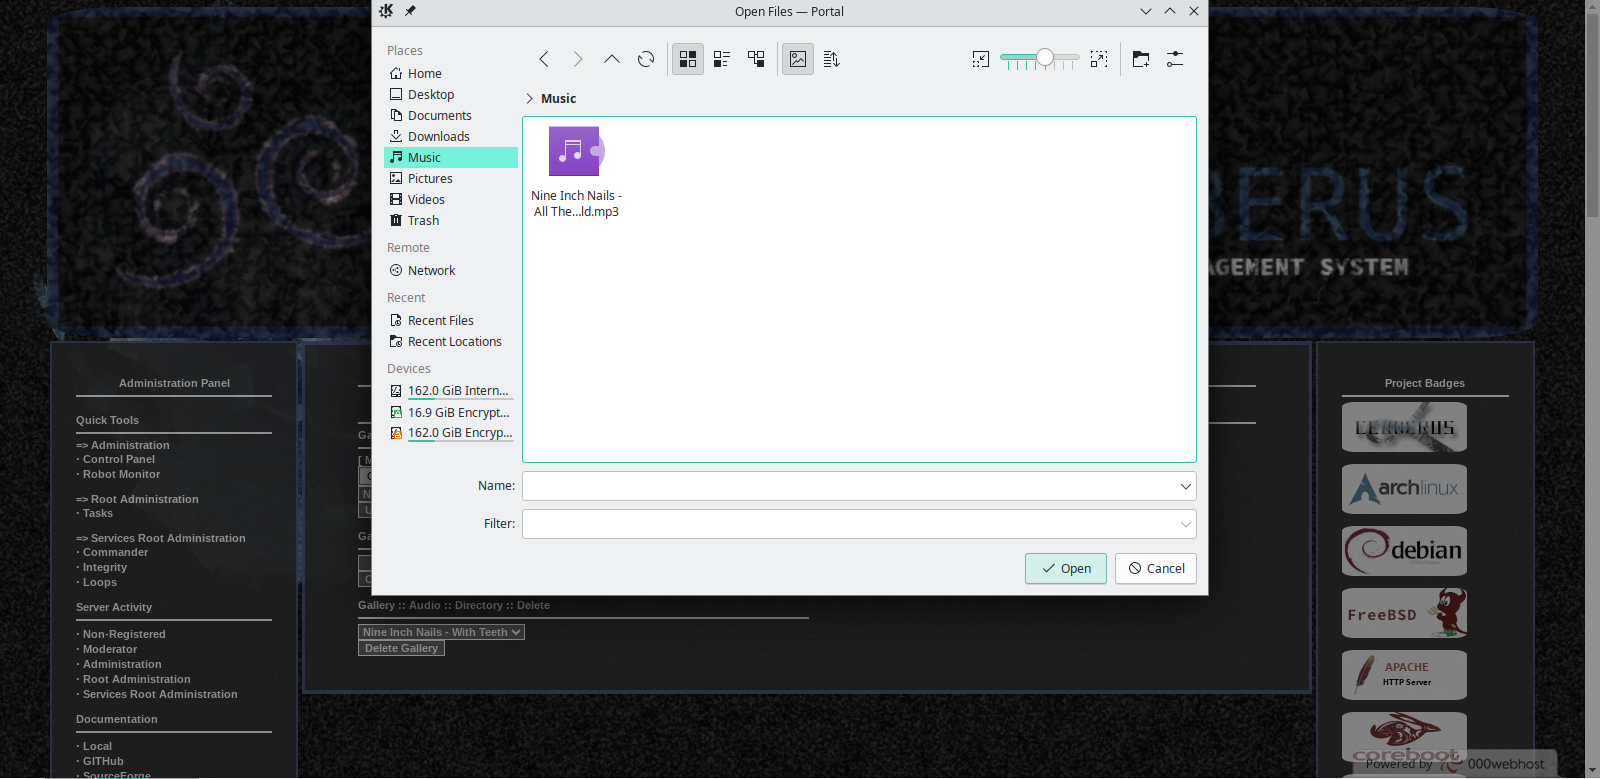 Open Files — Portal
Places
Home
Desktop
Documents
Downloads
Music
Pictures
Videos
Trash
Remote
Network
Recent
Recent Files
Recent Locations
Devices
162.0 GiB Intern...
16.9 GiB Encrypt...
162.0 GiB Encryp...
Music
Nine Inch Nails -
All The...ld.mp3
Name:
Filter:
Open
Cancel
BERUS
AGEMENT SYSTEM
Administration Panel
Quick Tools
=> Administration
· Control Panel
· Robot Monitor
=> Root Administration
· Tasks
=> Services Root Administration
· Commander
· Integrity
· Loops
Server Activity
· Non-Registered
· Moderator
· Administration
· Root Administration
· Services Root Administration
Documentation
· Local
· GITHub
· SourceForge
Gallery :: Audio :: Directory :: Delete
Nine Inch Nails - With Teeth
Delete Gallery
Project Badges
CERBERUS
archlinux
debian
FreeBSD
APACHE
HTTP Server
coreboot
Powered by 000webhost